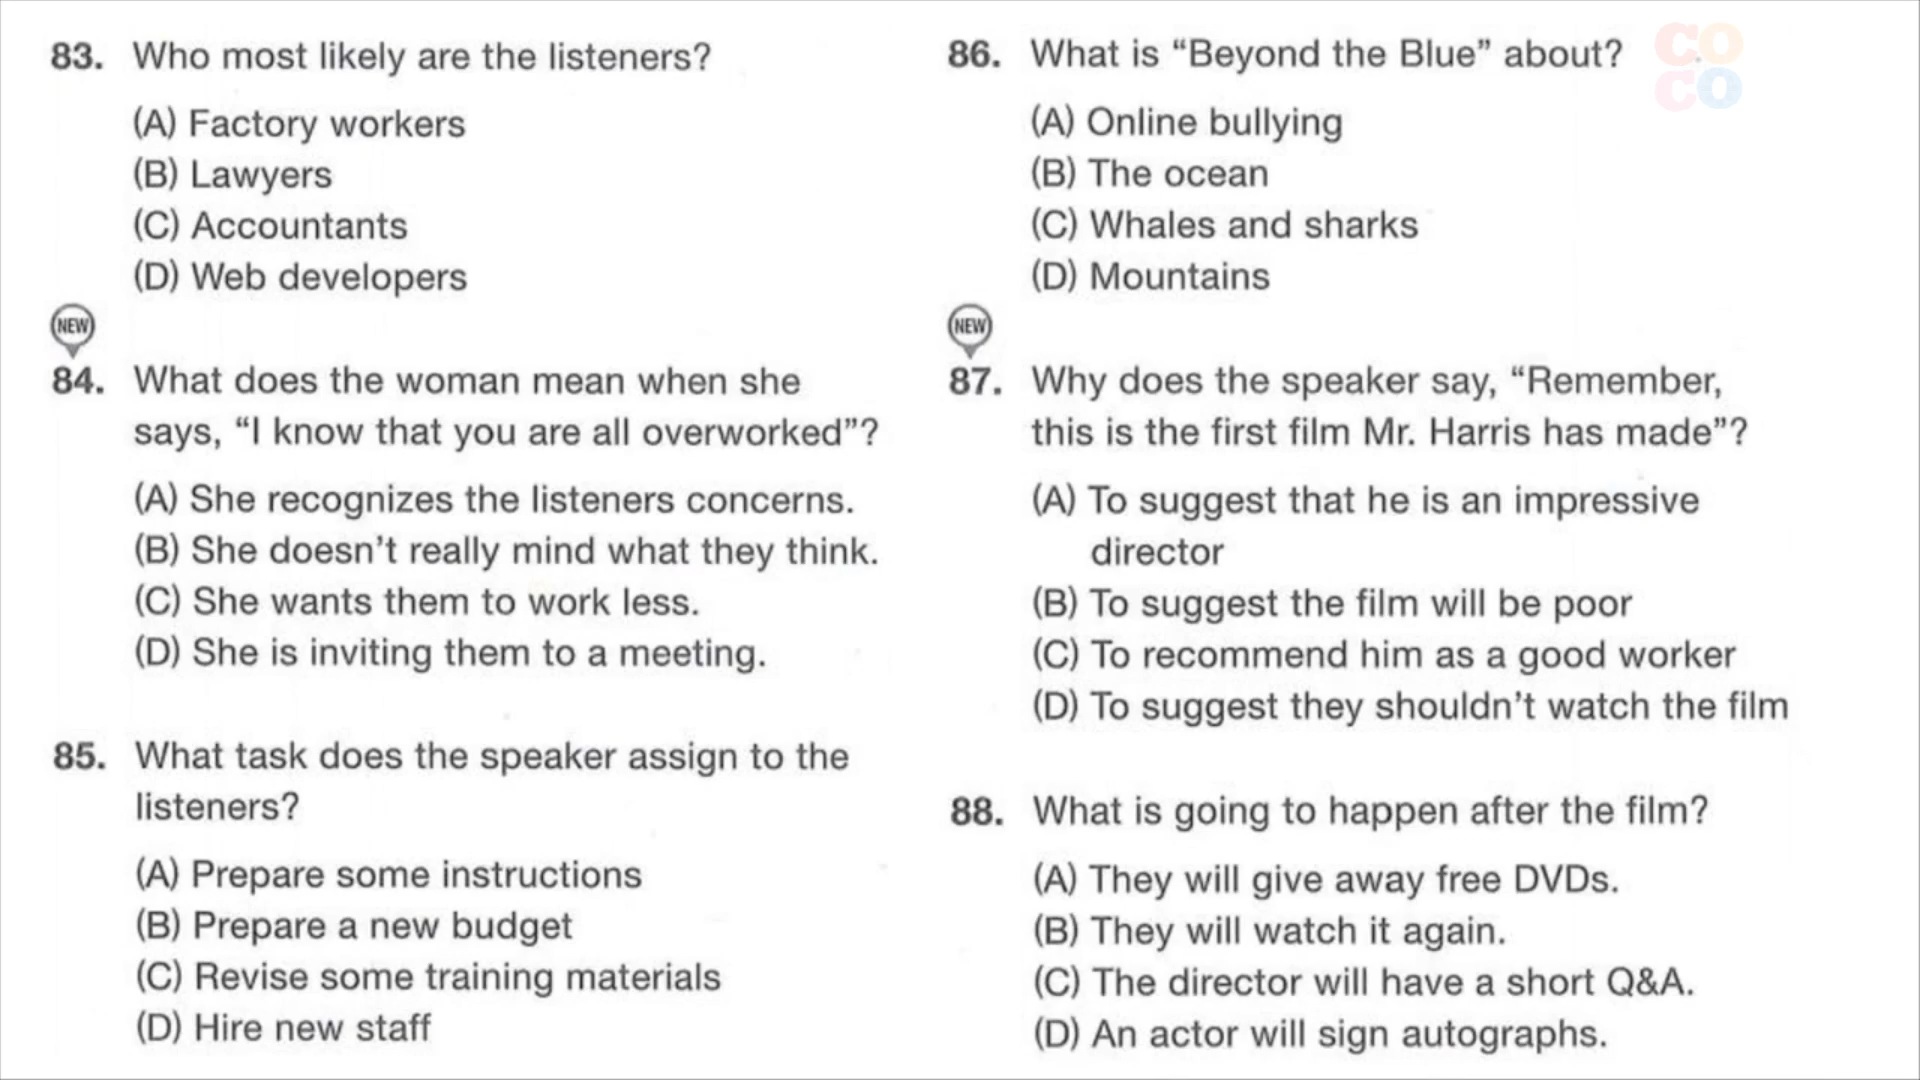 83. Who most likely are the listeners?
(A) Factory workers
(B) Lawyers
(C) Accountants
(D) Web developers
NEW
84. What does the woman mean when she
says, “I know that you are all overworked”?
(A) She recognizes the listeners concerns.
(B) She doesn’t really mind what they think.
(C) She wants them to work less.
(D) She is inviting them to a meeting.
85. What task does the speaker assign to the
listeners?
(A) Prepare some instructions
(B) Prepare a new budget
(C) Revise some training materials
(D) Hire new staff
86. What is “Beyond the Blue” about?
(A) Online bullying
(B) The ocean
(C) Whales and sharks
(D) Mountains
NEW
87. Why does the speaker say, “Remember,
this is the first film Mr. Harris has made”?
(A) To suggest that he is an impressive
director
(B) To suggest the film will be poor
(C) To recommend him as a good worker
(D) To suggest they shouldn’t watch the film
88. What is going to happen after the film?
(A) They will give away free DVDs.
(B) They will watch it again.
(C) The director will have a short Q&A.
(D) An actor will sign autographs.
CO
CO